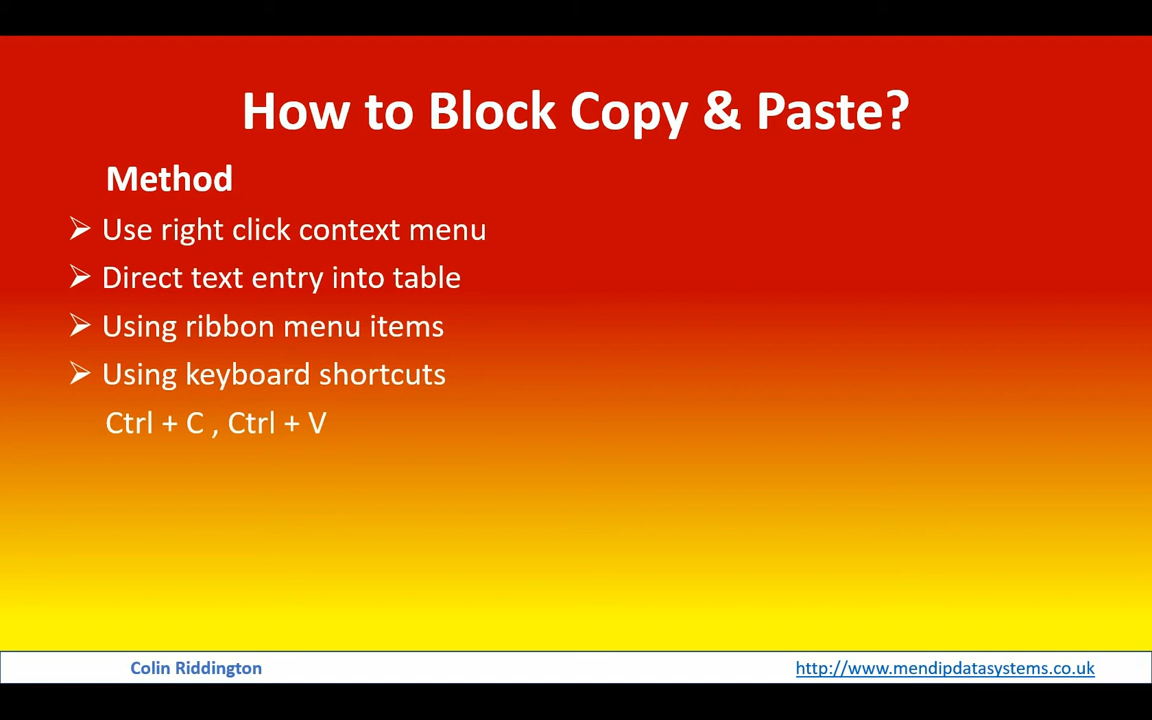 How to Block Copy & Paste?
Method
➢ Use right click context menu
➢ Direct text entry into table
➢ Using ribbon menu items
➢ Using keyboard shortcuts
Ctrl + C , Ctrl + V
Colin Riddington
http://www.mendipdatasystems.co.uk